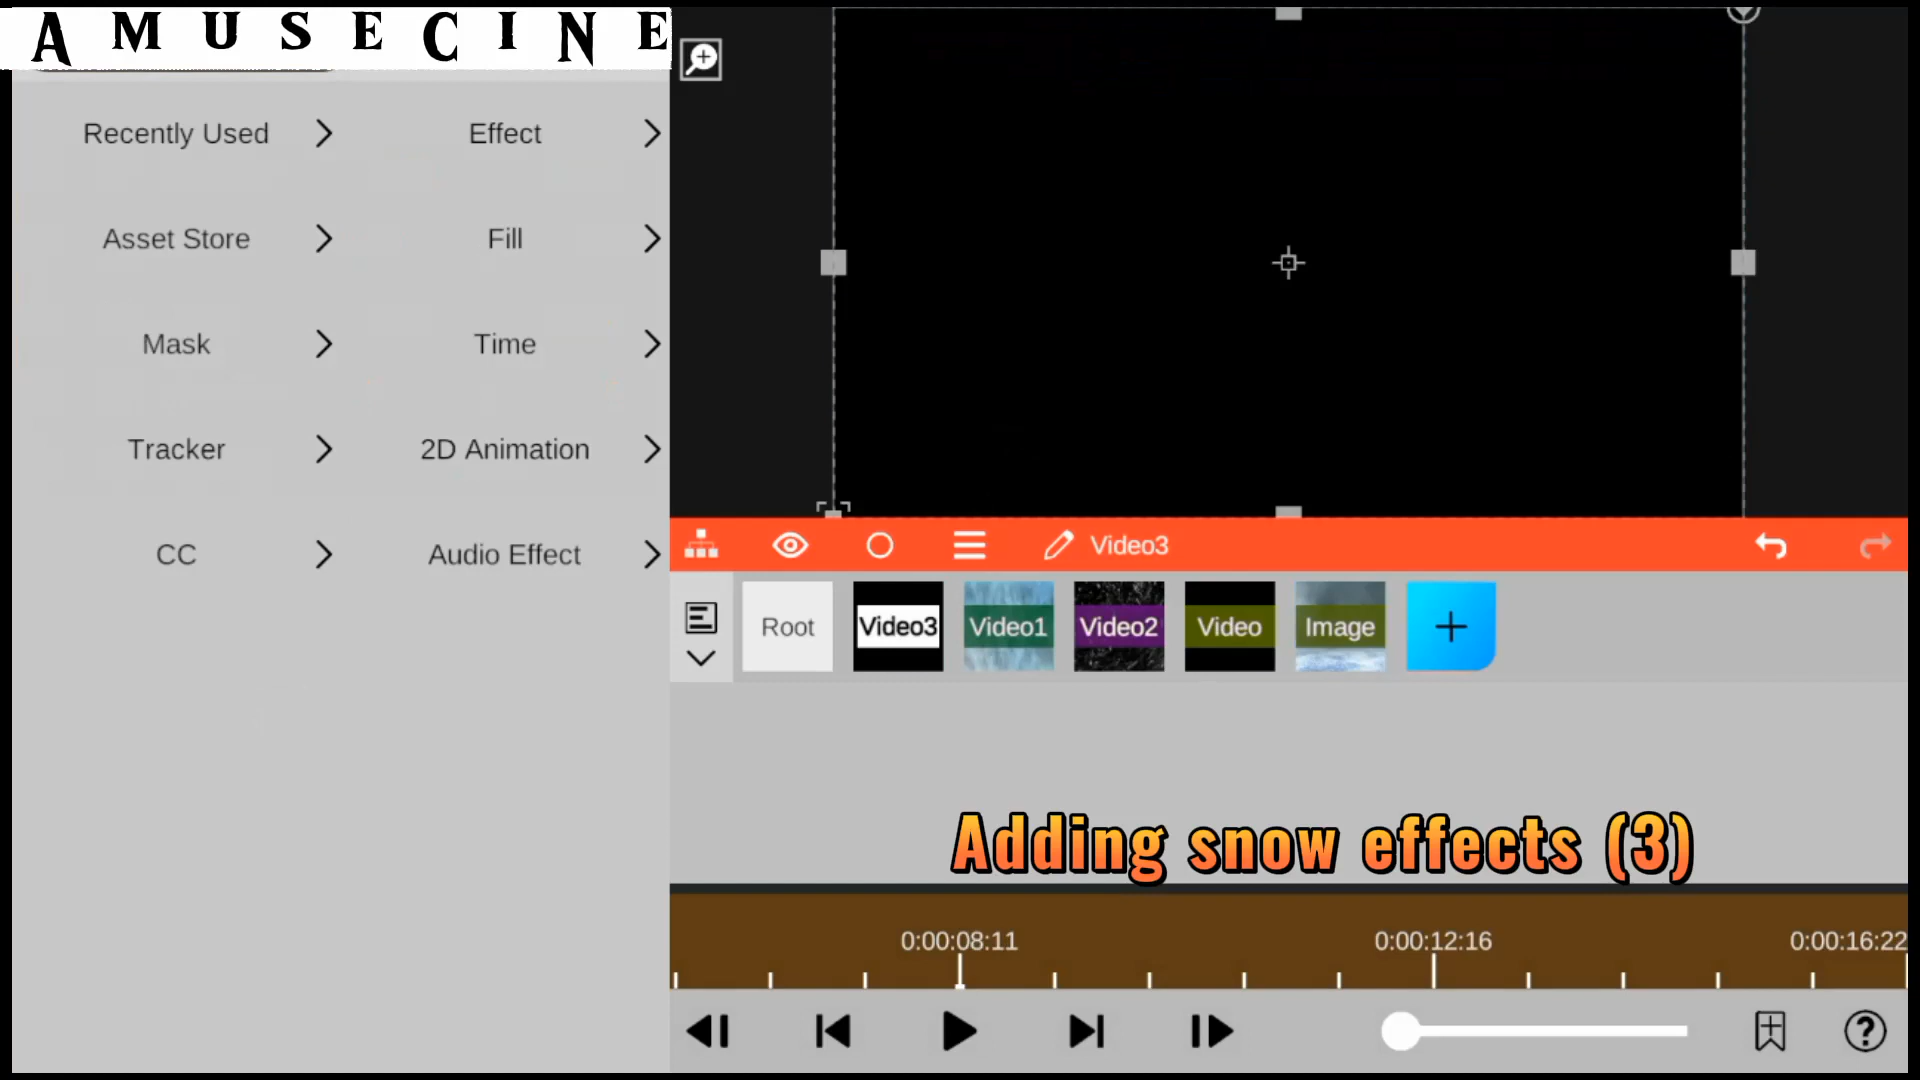 AMUSECINE
Recently Used
Effect
Asset Store
Fill
Mask
Time
Tracker
2D Animation
CC
Audio Effect
Video3
Root
Video3
Video1
Video2
Video
Image
Adding snow effects (3)
0:00:08:11
0:00:12:16
0:00:16:22